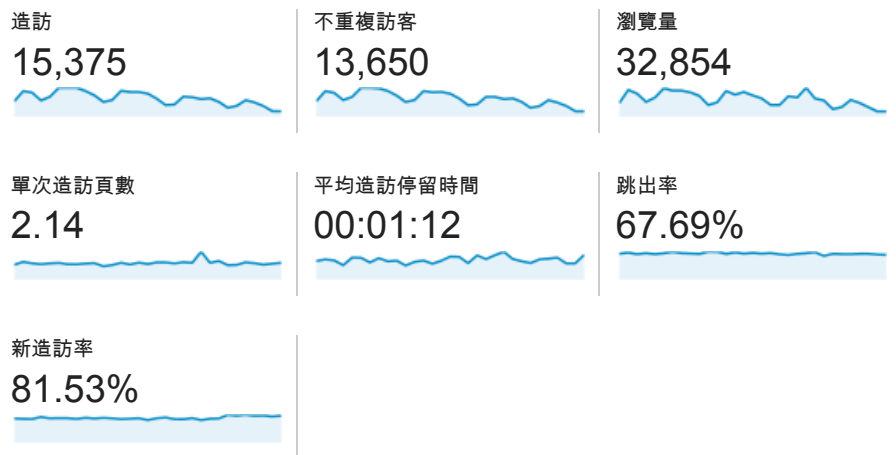 造訪
15,375
不重複訪客
13,650
瀏覽量
32,854
單次造訪頁數
2.14
平均造訪停留時間
00:01:12
跳出率
67.69%
新造訪率
81.53%